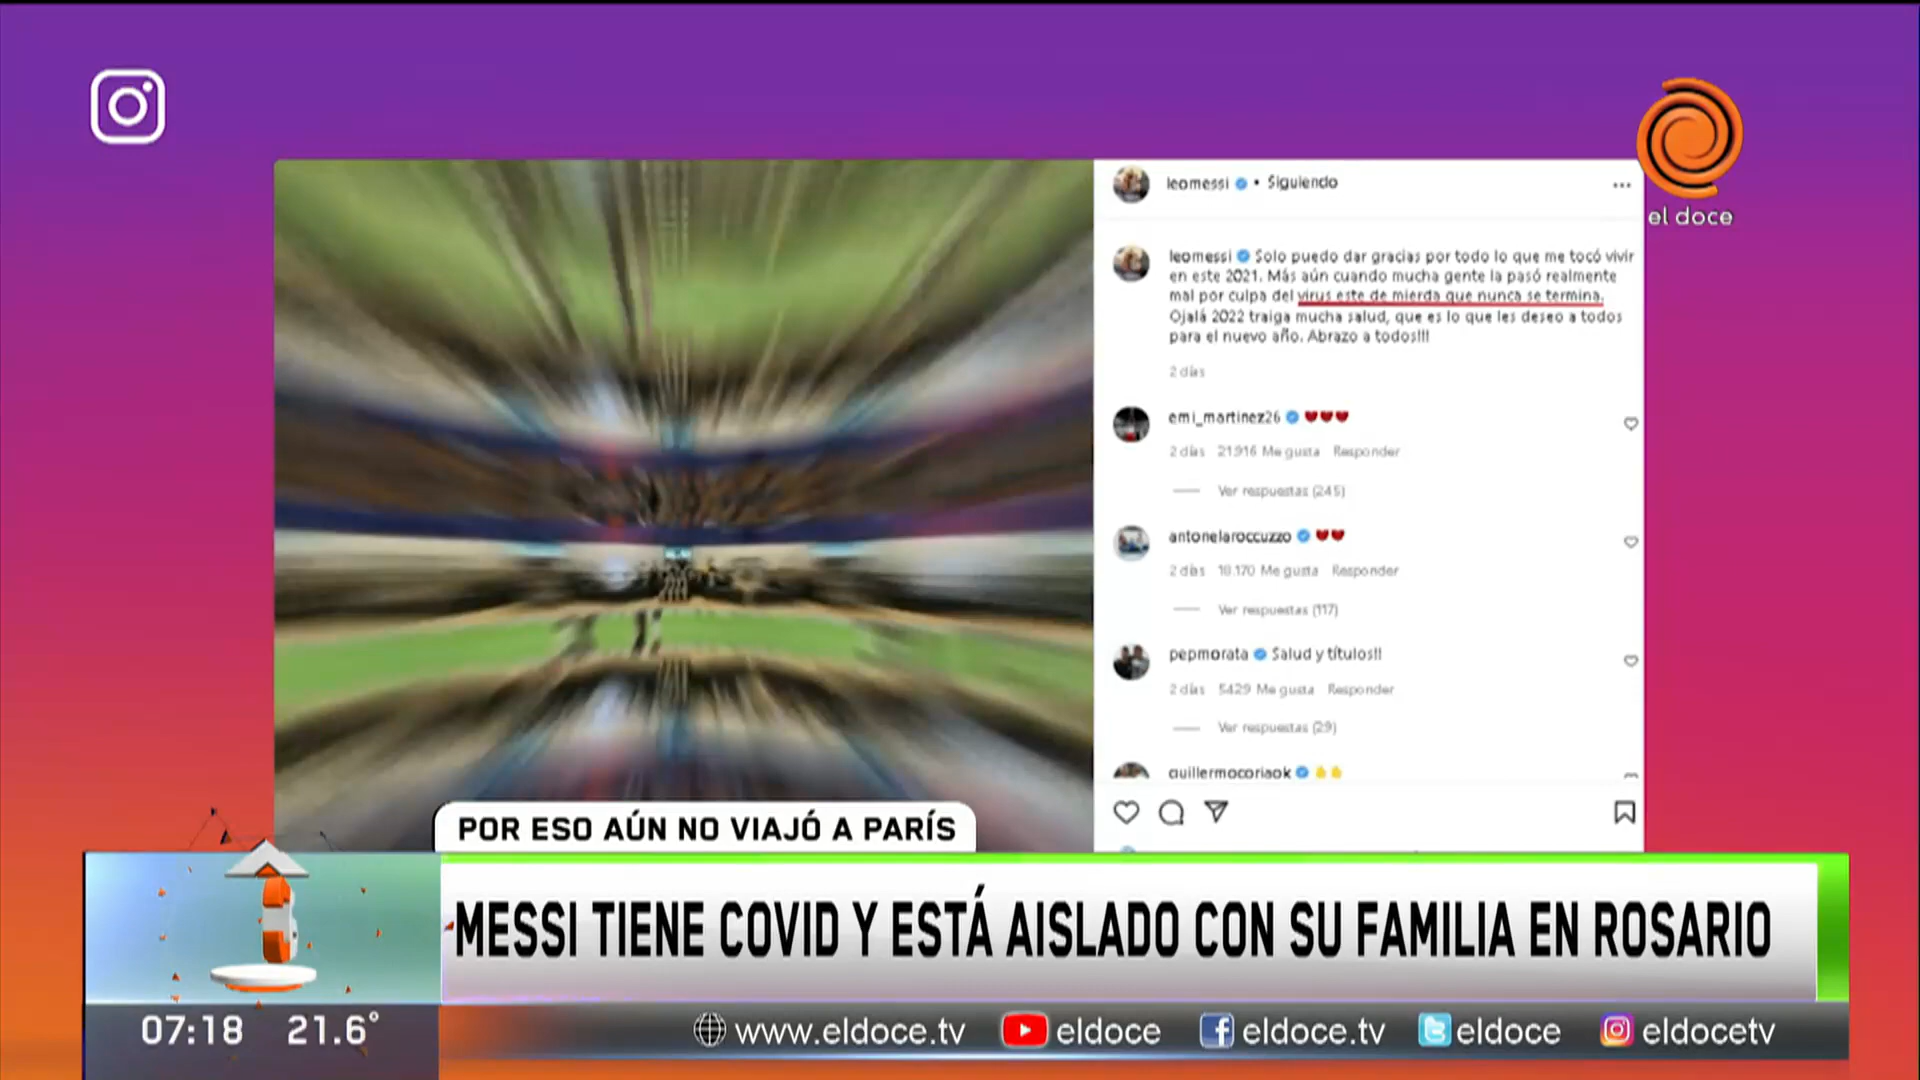 el doce
leomessi • Siguiendo
leomessi Solo puedo dar gracias por todo lo que me tocó vivir
en este 2021. Más aún cuando mucha gente la pasó realmente
mal por culpa del virus este de mierda que nunca se termina.
Ojalá 2022 traiga mucha salud, que es lo que les deseo a todos
para el nuevo año. Abrazo a todos!!!
2 días
emi_martinez26
2 días 21.916 Me gusta Responder
Ver respuestas (245)
antonelaroccuzzo
2 días 18.170 Me gusta Responder
Ver respuestas (117)
pepmorata Salud y títulos!!
2 días 5429 Me gusta Responder
Ver respuestas (29)
guillermocoriaok
POR ESO AÚN NO VIAJÓ A PARÍS
MESSI TIENE COVID Y ESTÁ AISLADO CON SU FAMILIA EN ROSARIO
07:18 21.6°
www.eldoce.tv eldoce eldoce.tv eldoce eldocetv